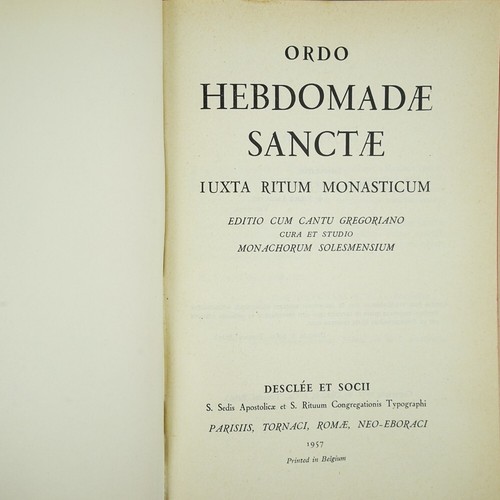 ORDO
HEBDOMADÆ
SANCTÆ
IUXTA RITUM MONASTICUM
EDITIO CUM CANTU GREGORIANO
CURA ET STUDIO
MONACHORUM SOLESMENSIUM
DESCLÉE ET SOCII
S. Sedis Apostolicæ et S. Rituum Congregationis Typographi
PARISIIS, TORNACI, ROMÆ, NEO-EBORACI
1957
Printed in Belgium